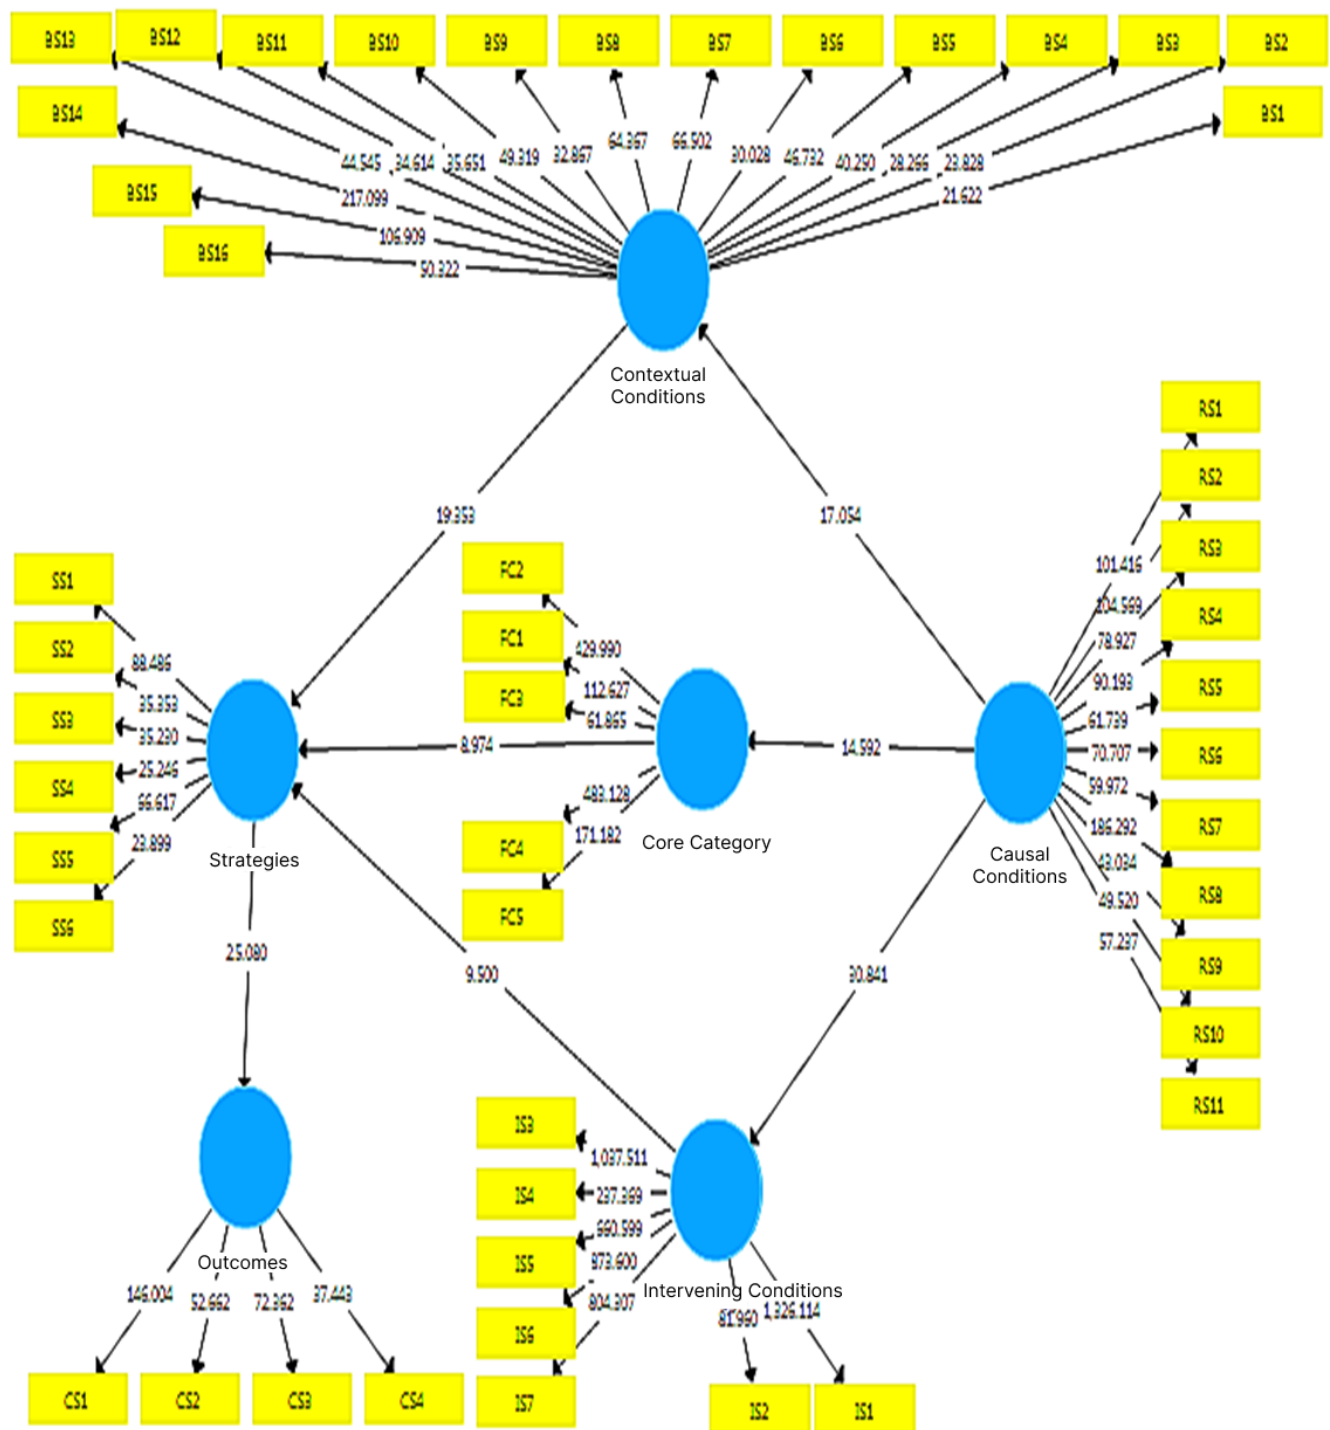 BS13
BS12
BS11
BS10
BS9
BS8
BS7
BS6
BS5
BS4
BS3
BS2
BS14
BS1
BS15
BS16
44.545
34.614
35.651
49.319
32.867
64.367
66.502
30.028
46.732
40.250
28.266
23.828
21.622
217.099
106.909
50.322
Contextual
Conditions
19.353
17.054
RS1
RS2
RS3
RS4
RS5
RS6
RS7
RS8
RS9
RS10
RS11
101.416
104.569
78.927
90.193
61.739
70.707
59.972
186.292
43.034
49.520
57.237
SS1
SS2
SS3
SS4
SS5
SS6
88.486
35.353
35.230
25.246
66.617
23.899
Strategies
FC2
FC1
FC3
FC4
FC5
429.990
112.627
61.865
483.128
171.182
8.974
14.592
Core Category
Causal
Conditions
25.080
9.500
30.841
IS3
IS4
IS5
IS6
IS7
1,037.511
237.369
660.599
973.600
804.307
Intervening Conditions
81.960
1,326.114
IS2
IS1
Outcomes
146.004
52.662
72.362
37.443
CS1
CS2
CS3
CS4